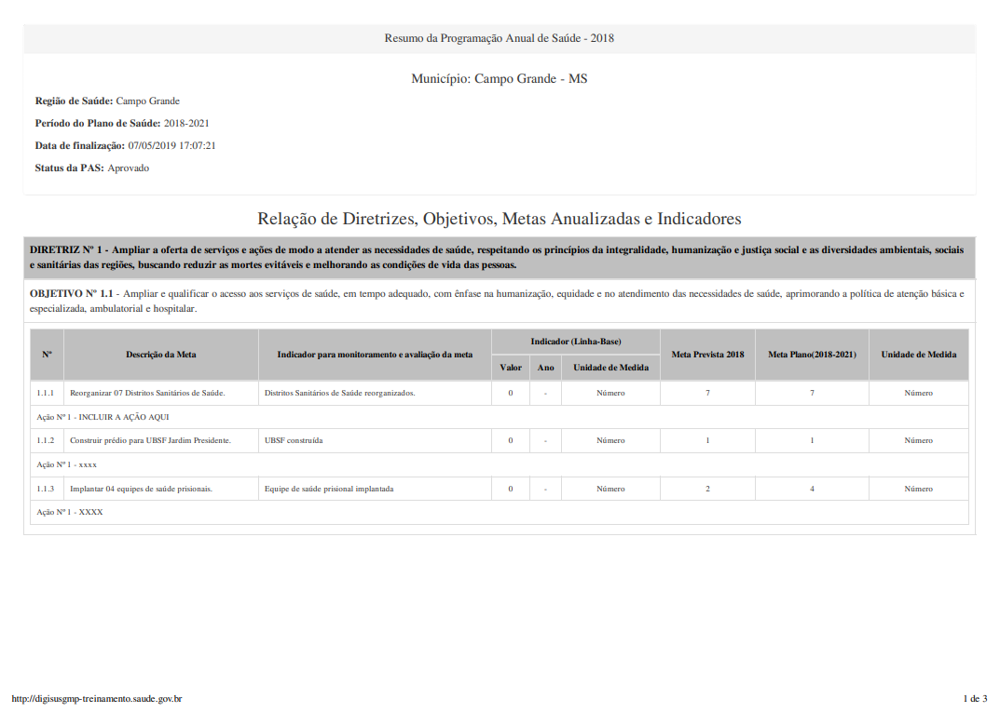 Resumo da Programação Anual de Saúde - 2018
Município: Campo Grande - MS
Região de Saúde: Campo Grande
Período do Plano de Saúde: 2018-2021
Data de finalização: 07/05/2019 17:07:21
Status da PAS: Aprovado
Relação de Diretrizes, Objetivos, Metas Anualizadas e Indicadores
DIRETRIZ Nº 1 - Ampliar a oferta de serviços e ações de modo a atender as necessidades de saúde, respeitando os princípios da integralidade, humanização e justiça social e as diversidades ambientais, sociais
e sanitárias das regiões, buscando reduzir as mortes evitáveis e melhorando as condições de vida das pessoas.
OBJETIVO Nº 1.1 - Ampliar e qualificar o acesso aos serviços de saúde, em tempo adequado, com ênfase na humanização, equidade e no atendimento das necessidades de saúde, aprimorando a política de atenção básica e
especializada, ambulatorial e hospitalar.
Nº Descrição da Meta Indicador para monitoramento e avaliação da meta Indicador (Linha-Base) Meta Prevista 2018 Meta Plano(2018-2021) Unidade de Medida
Valor Ano Unidade de Medida
1.1.1 Reorganizar 07 Distritos Sanitários de Saúde. Distritos Sanitários de Saúde reorganizados. 0 - Número 7 7 Número
Ação Nº 1 - INCLUIR A AÇÃO AQUI
1.1.2 Construir prédio para UBSF Jardim Presidente. UBSF construída 0 - Número 1 1 Número
Ação Nº 1 - xxxx
1.1.3 Implantar 04 equipes de saúde prisionais. Equipe de saúde prisional implantada 0 - Número 2 4 Número
Ação Nº 1 - XXXX
http://digisusgmp-treinamento.saude.gov.br 1 de 3